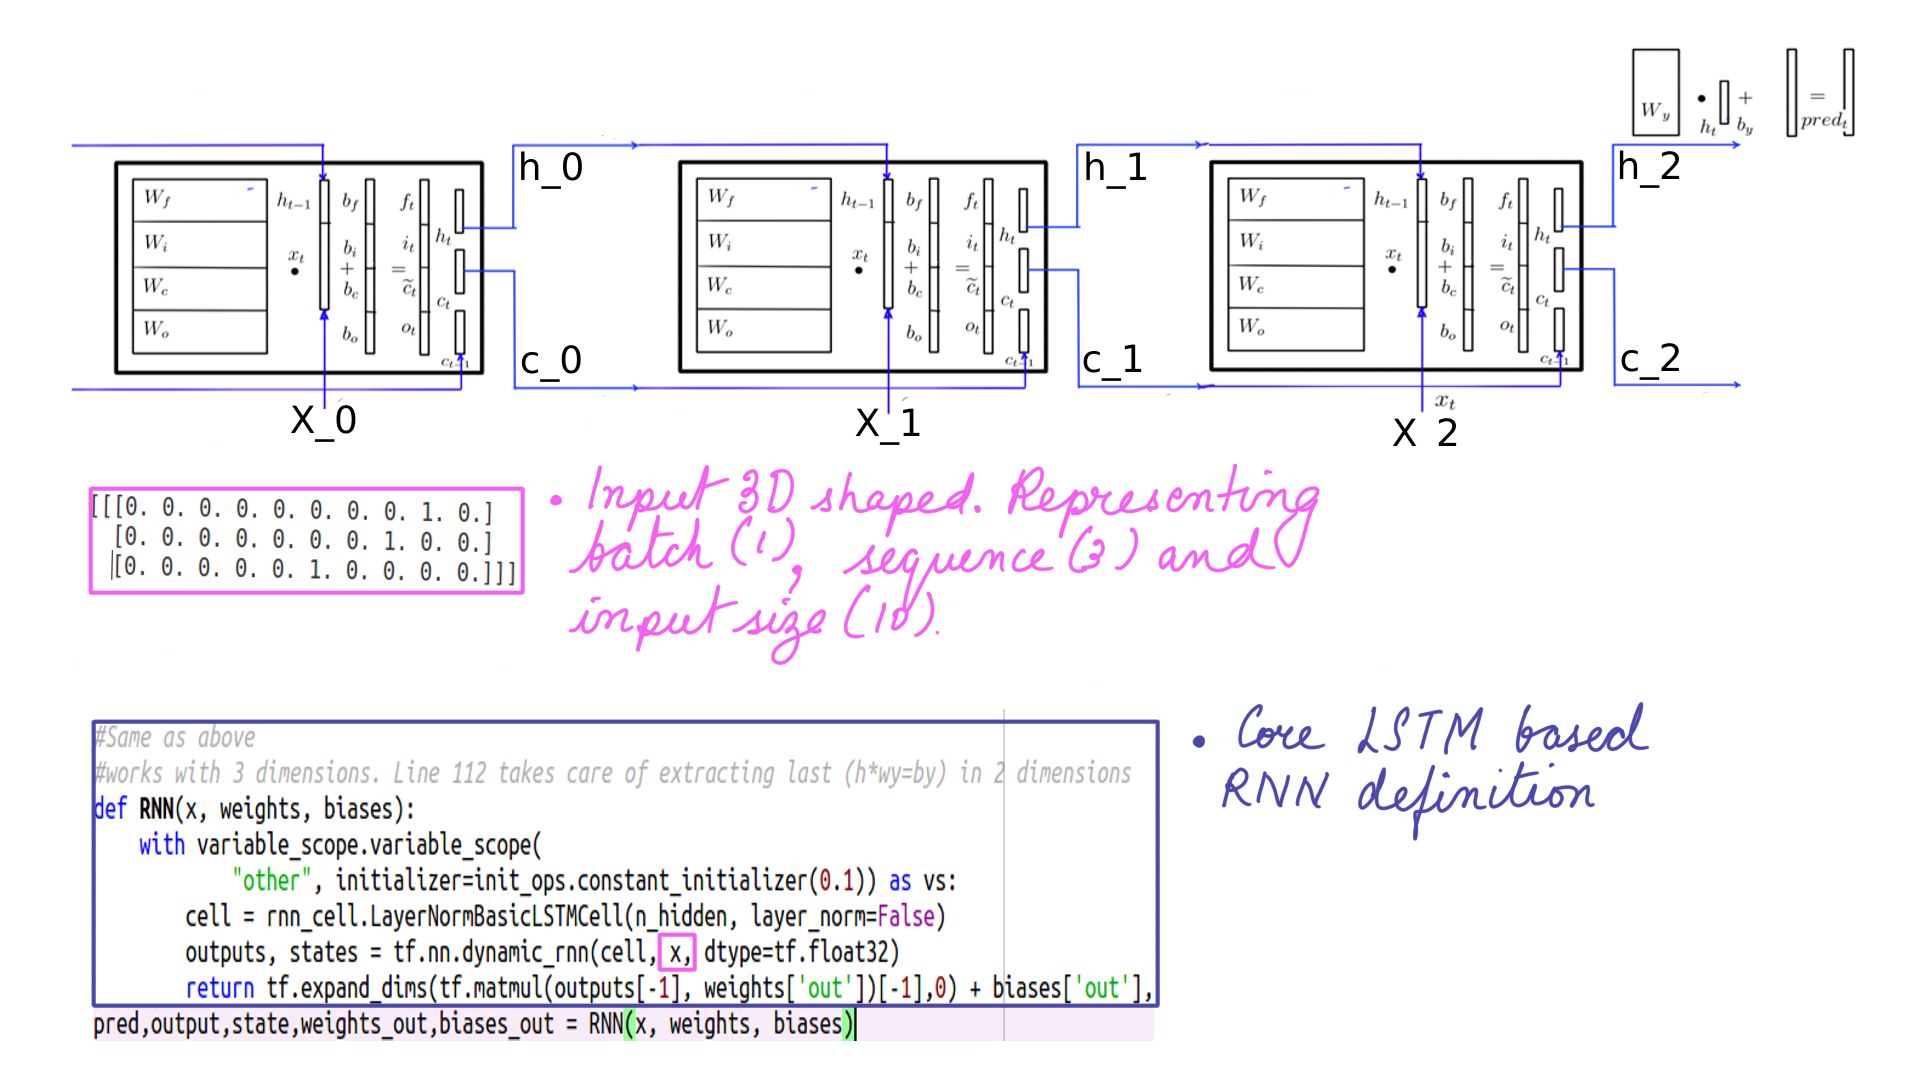 W_y • h_t + b_y = pred_t
h_0
h_1
h_2
W_f h_{t-1} b_f f_t
W_i x_t b_i i_t h_t
• + =
W_c b_c c̃_t c_t
W_o b_o o_t c_{t-1}
W_f h_{t-1} b_f f_t
W_i x_t b_i i_t h_t
• + =
W_c b_c c̃_t c_t
W_o b_o o_t c_{t-1}
W_f h_{t-1} b_f f_t
W_i x_t b_i i_t h_t
• + =
W_c b_c c̃_t c_t
W_o b_o o_t c_{t-1}
c_0
c_1
c_2
x_t
X_0
X_1
X 2
[[[0. 0. 0. 0. 0. 0. 0. 0. 1. 0.]
[0. 0. 0. 0. 0. 0. 0. 1. 0. 0.]
[0. 0. 0. 0. 0. 1. 0. 0. 0. 0.]]]
• Input 3D shaped. Representing
batch (1), sequence (3) and
input size (10).
#Same as above
#works with 3 dimensions. Line 112 takes care of extracting last (h*wy=by) in 2 dimensions
def RNN(x, weights, biases):
with variable_scope.variable_scope(
"other", initializer=init_ops.constant_initializer(0.1)) as vs:
cell = rnn_cell.LayerNormBasicLSTMCell(n_hidden, layer_norm=False)
outputs, states = tf.nn.dynamic_rnn(cell, x, dtype=tf.float32)
return tf.expand_dims(tf.matmul(outputs[-1], weights['out'])[-1],0) + biases['out'],
pred,output,state,weights_out,biases_out = RNN(x, weights, biases)
• Core LSTM based
RNN definition